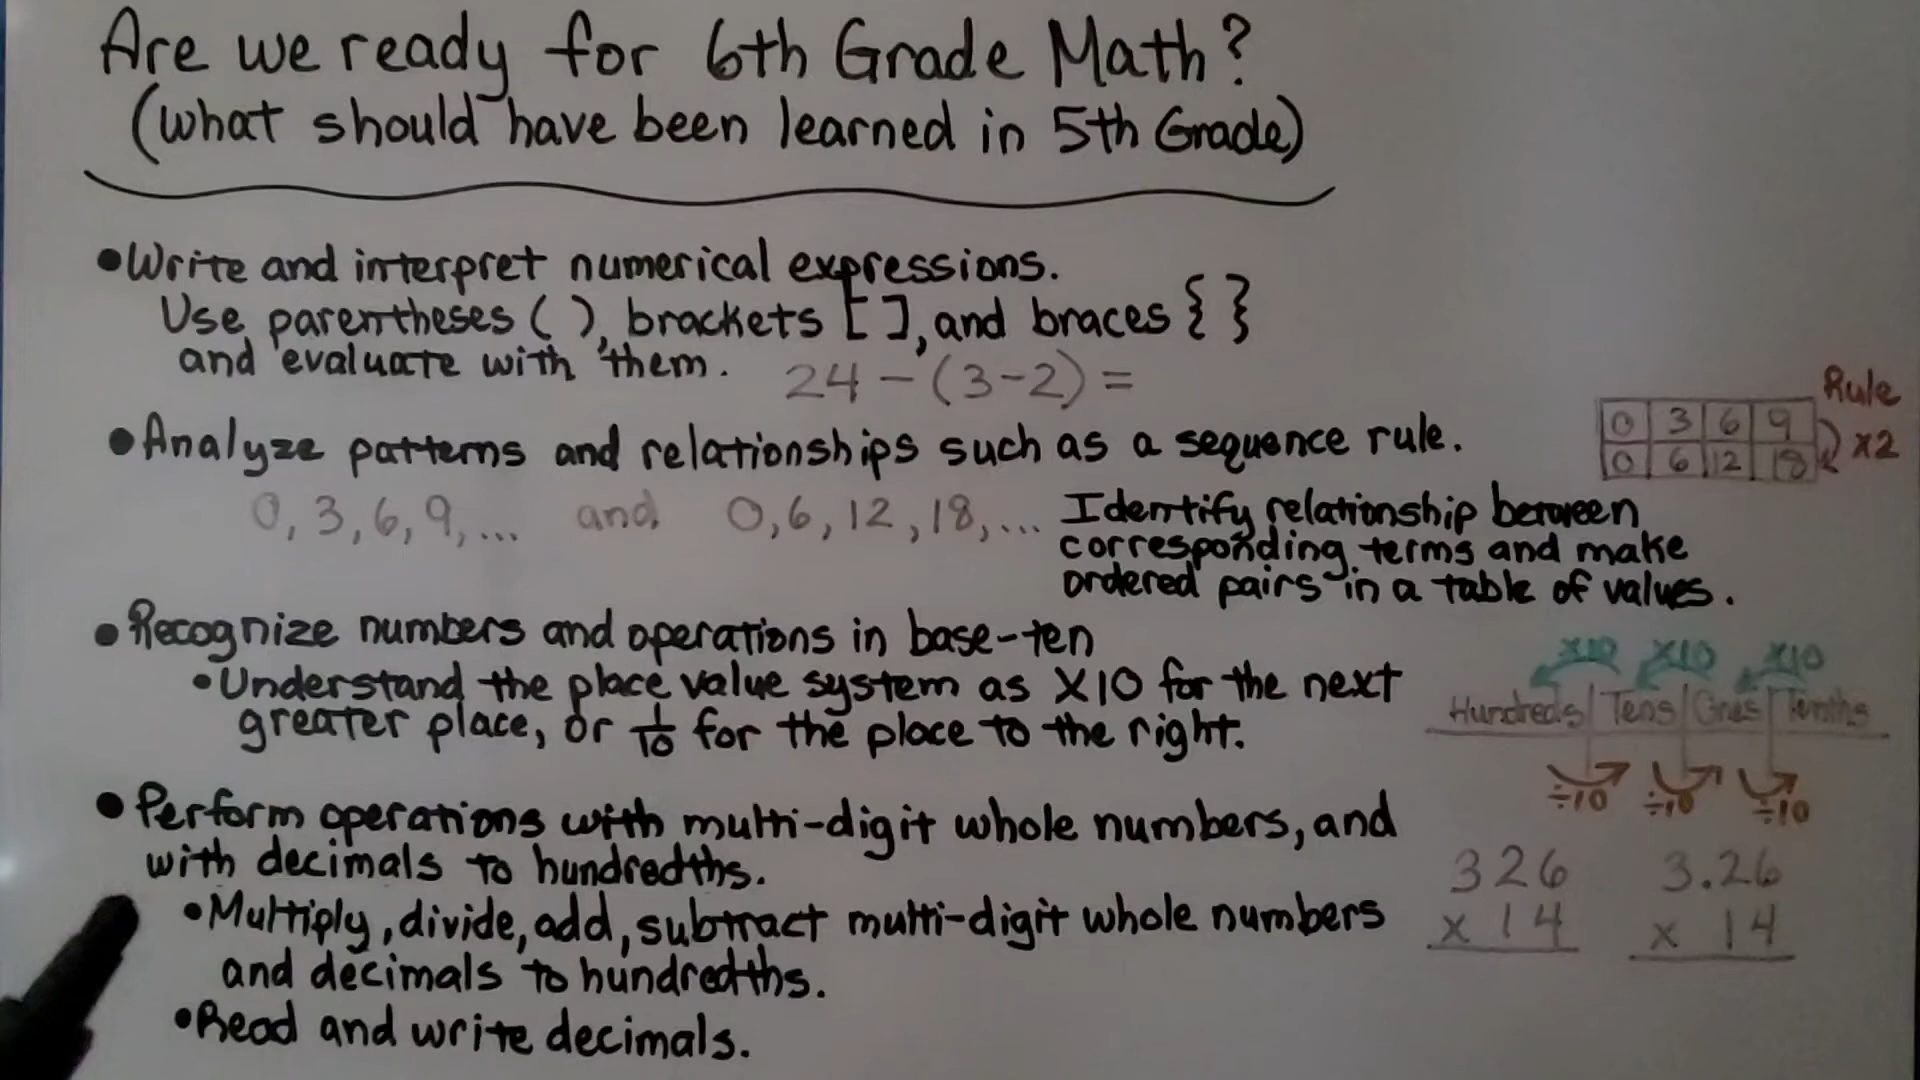 Are we ready for 6th Grade Math?
(what should have been learned in 5th Grade)
•Write and interpret numerical expressions.
Use parentheses ( ), brackets [ ], and braces { }
and evaluate with them. 24 - (3-2) =
•Analyze patterns and relationships such as a sequence rule.
Rule
0 3 6 9
0 6 12 18
x2
0, 3, 6, 9, ... and 0, 6, 12, 18, ...
Identify relationship between
corresponding terms and make
ordered pairs in a table of values.
•Recognize numbers and operations in base-ten
•Understand the place value system as X10 for the next
greater place, or 1/10 for the place to the right.
x10 x10 x10
Hundreds | Tens | Ones | Tenths
÷10 ÷10 ÷10
•Perform operations with multi-digit whole numbers, and
with decimals to hundredths.
•Multiply, divide, add, subtract multi-digit whole numbers
and decimals to hundredths.
•Read and write decimals.
326
x 14
3.26
x 14